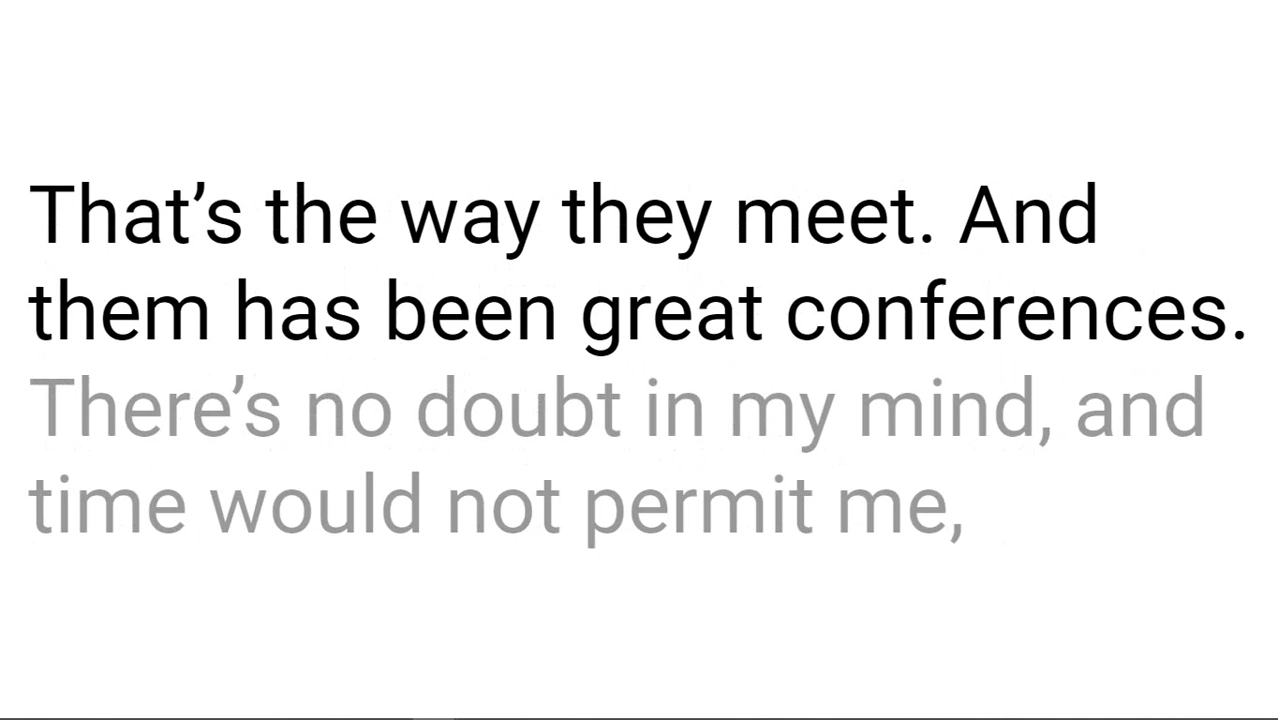 That’s the way they meet. And
them has been great conferences.
There’s no doubt in my mind, and
time would not permit me,